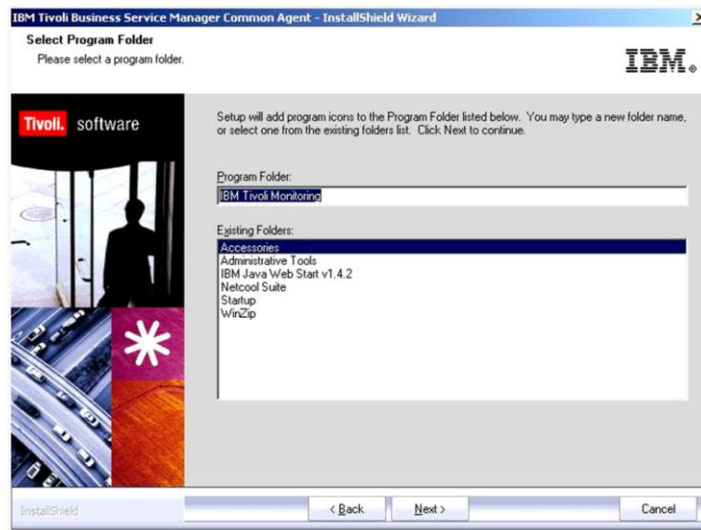 IBM Tivoli Business Service Manager Common Agent - InstallShield Wizard
Select Program Folder
Please select a program folder.
IBM®
Tivoli. software
Setup will add program icons to the Program Folder listed below. You may type a new folder name,
or select one from the existing folders list. Click Next to continue.
Program Folder:
IBM Tivoli Monitoring
Existing Folders:
Accessories
Administrative Tools
IBM Java Web Start v1.4.2
Netcool Suite
Startup
WinZip
InstallShield
< Back
Next >
Cancel